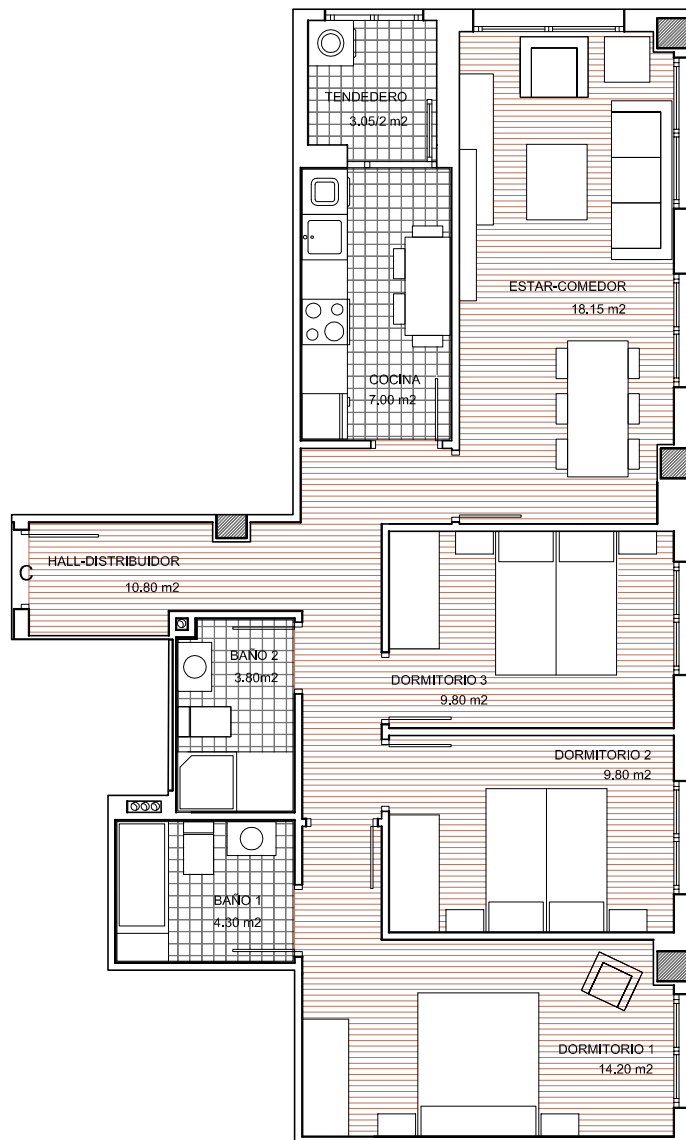 TENDEDERO
3.05/2 m2
ESTAR-COMEDOR
18.15 m2
COCINA
7.00 m2
HALL-DISTRIBUIDOR
C
10.80 m2
BAÑO 2
3.80m2
DORMITORIO 3
9.80 m2
DORMITORIO 2
9.80 m2
BAÑO 1
4.30 m2
DORMITORIO 1
14.20 m2